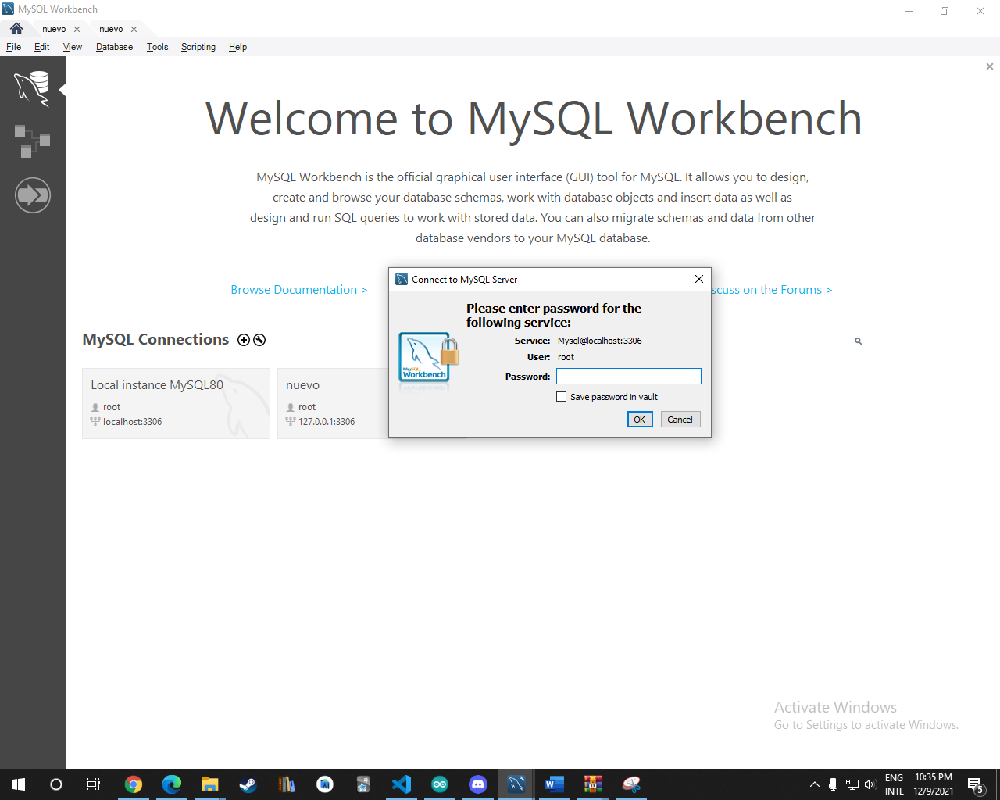 MySQL Workbench
nuevo
nuevo
File Edit View Database Tools Scripting Help
Welcome to MySQL Workbench
MySQL Workbench is the official graphical user interface (GUI) tool for MySQL. It allows you to design,
create and browse your database schemas, work with database objects and insert data as well as
design and run SQL queries to work with stored data. You can also migrate schemas and data from other
database vendors to your MySQL database.
Browse Documentation >
scuss on the Forums >
Connect to MySQL Server
Please enter password for the
following service:
Service: Mysql@localhost:3306
User: root
Password:
Save password in vault
OK Cancel
MySQL
Workbench
MySQL Connections
Local instance MySQL80
root
localhost:3306
nuevo
root
127.0.0.1:3306
Activate Windows
Go to Settings to activate Windows.
ENG
INTL
10:35 PM
12/9/2021
5